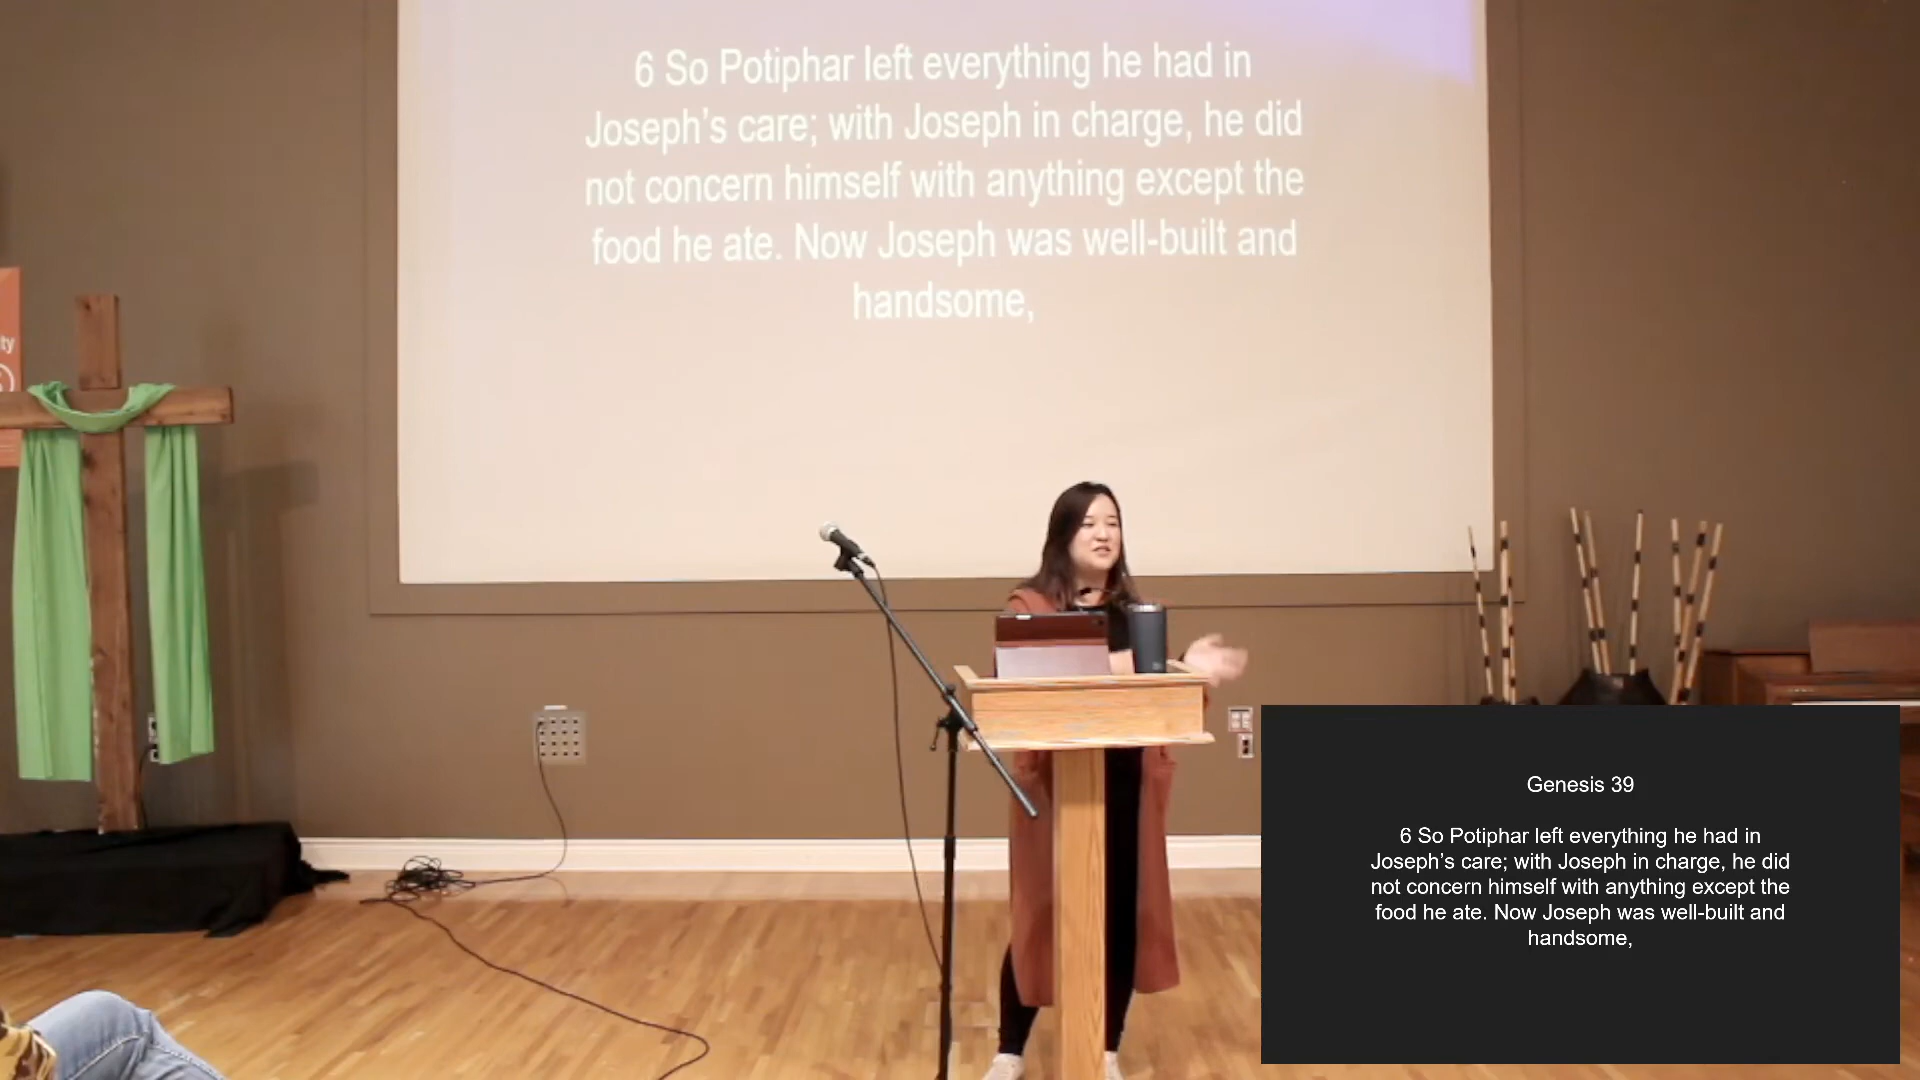 6 So Potiphar left everything he had in
Joseph's care; with Joseph in charge, he did
not concern himself with anything except the
food he ate. Now Joseph was well-built and
handsome,
ty
Genesis 39
6 So Potiphar left everything he had in
Joseph's care; with Joseph in charge, he did
not concern himself with anything except the
food he ate. Now Joseph was well-built and
handsome,